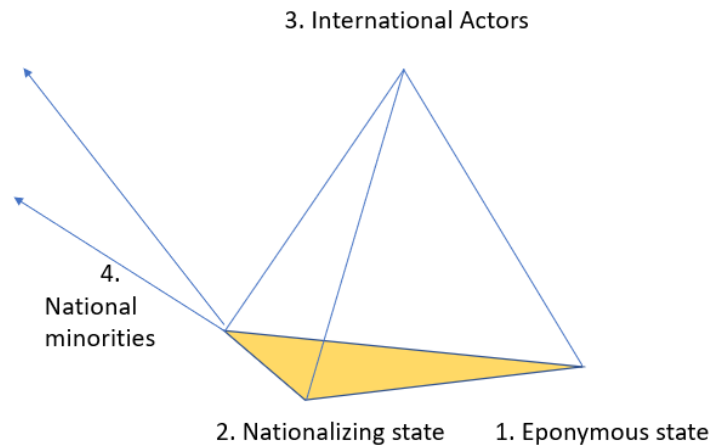 3. International Actors
4.
National
minorities
2. Nationalizing state
1. Eponymous state